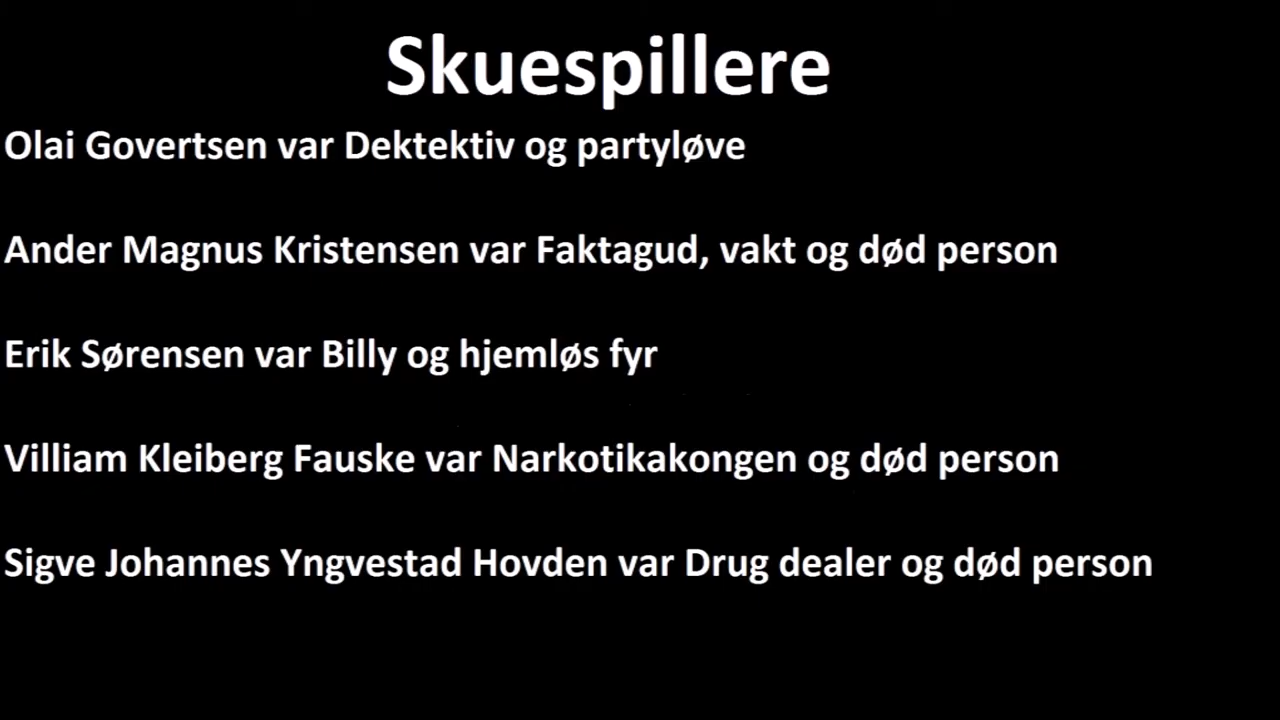 Skuespillere
Olai Govertsen var Dektektiv og partyløve
Ander Magnus Kristensen var Faktagud, vakt og død person
Erik Sørensen var Billy og hjemløs fyr
Villiam Kleiberg Fauske var Narkotikakongen og død person
Sigve Johannes Yngvestad Hovden var Drug dealer og død person